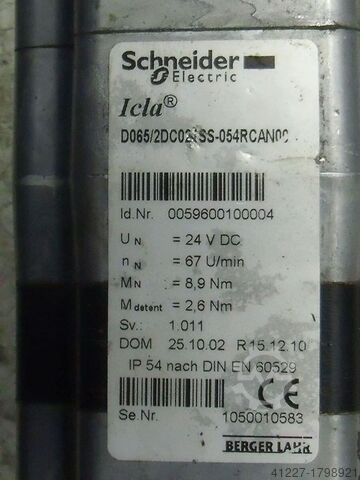 Schneider
Electric
Icla®
Id.Nr. 0059600100004
U N = 24 V DC
n N = 67 U/min
M N = 8,9 Nm
M detent = 2,6 Nm
Sv.: 1.011
DOM 25.10.02 R15.12.10
IP 54 nach DIN EN 60529
CE
Se.Nr. 1050010583
BERGER LAHR
41227-1798921